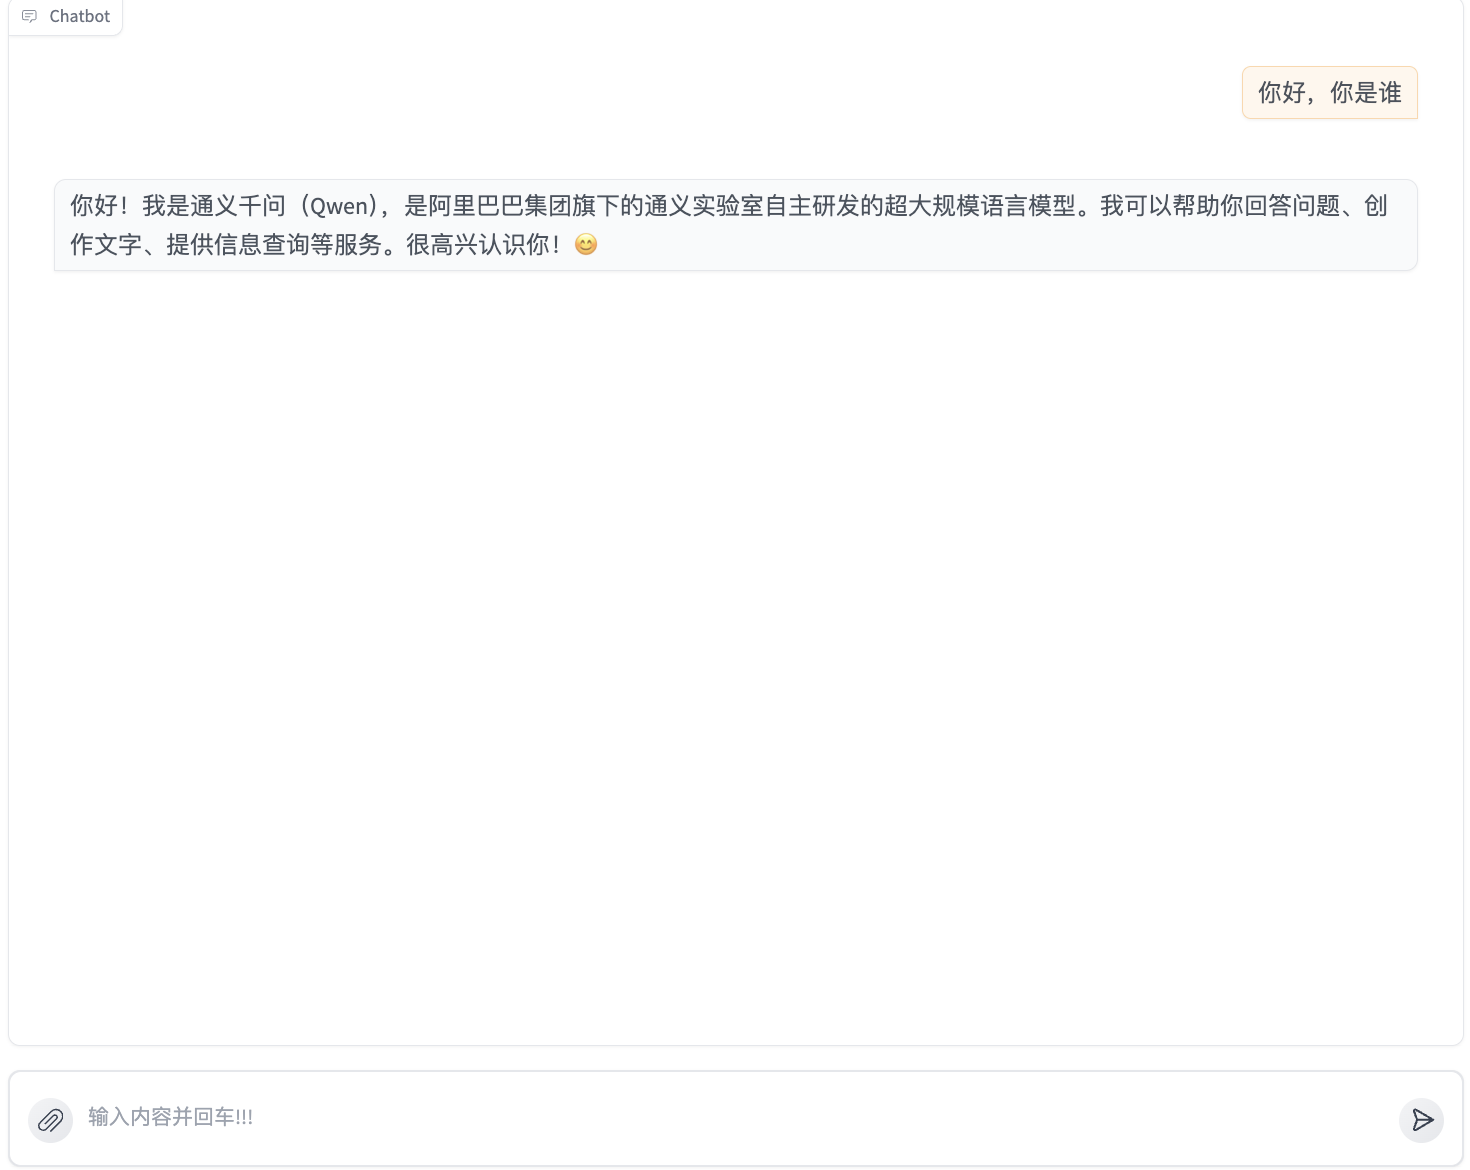 Chatbot
你好，你是谁
你好！我是通义千问（Qwen），是阿里巴巴集团旗下的通义实验室自主研发的超大规模语言模型。我可以帮助你回答问题、创
作文字、提供信息查询等服务。很高兴认识你！😊
输入内容并回车!!!